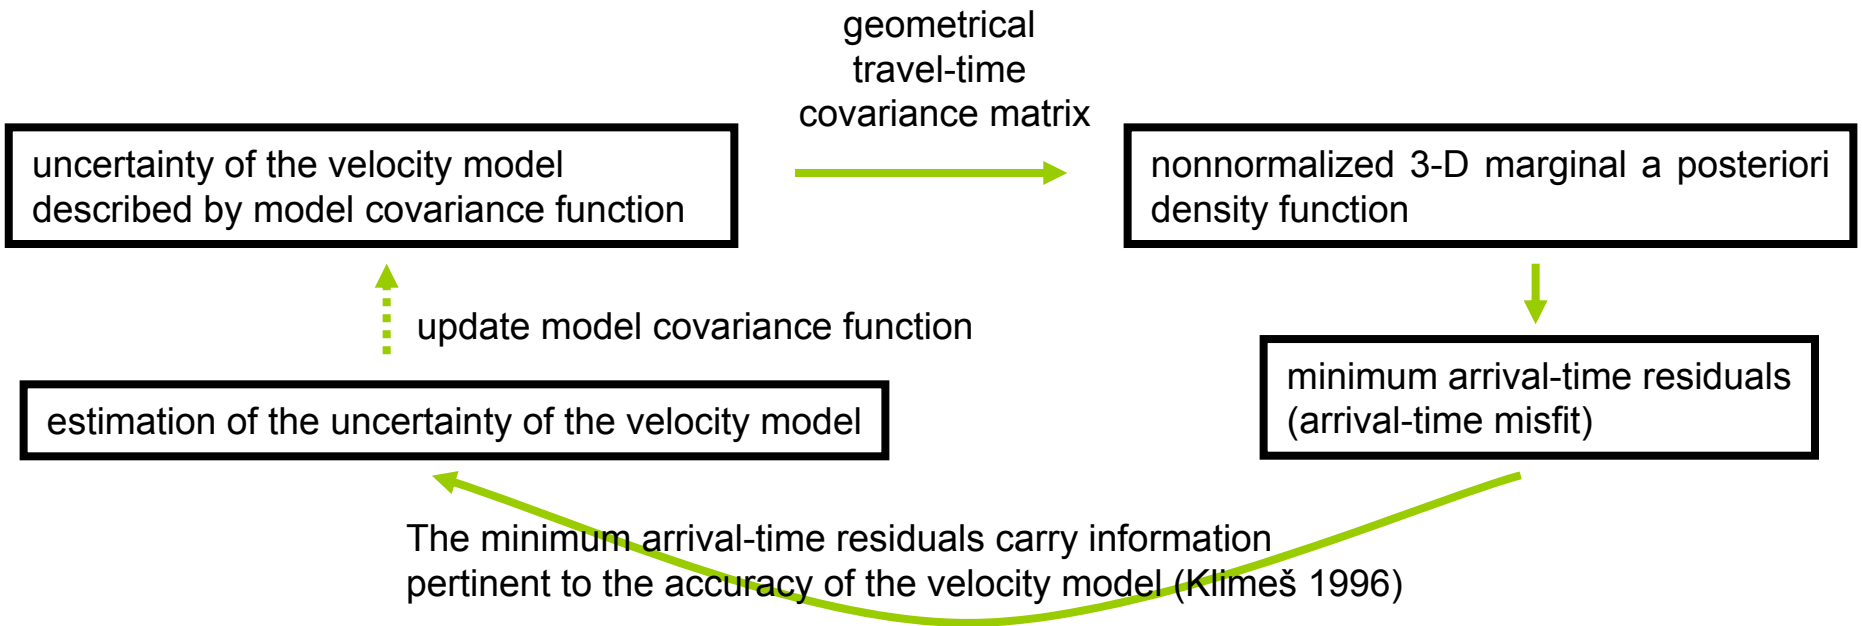 geometrical
travel-time
covariance matrix
uncertainty of the velocity model
described by model covariance function
nonnormalized 3-D marginal a posteriori
density function
update model covariance function
minimum arrival-time residuals
(arrival-time misfit)
estimation of the uncertainty of the velocity model
The minimum arrival-time residuals carry information
pertinent to the accuracy of the velocity model (Klimeš 1996)